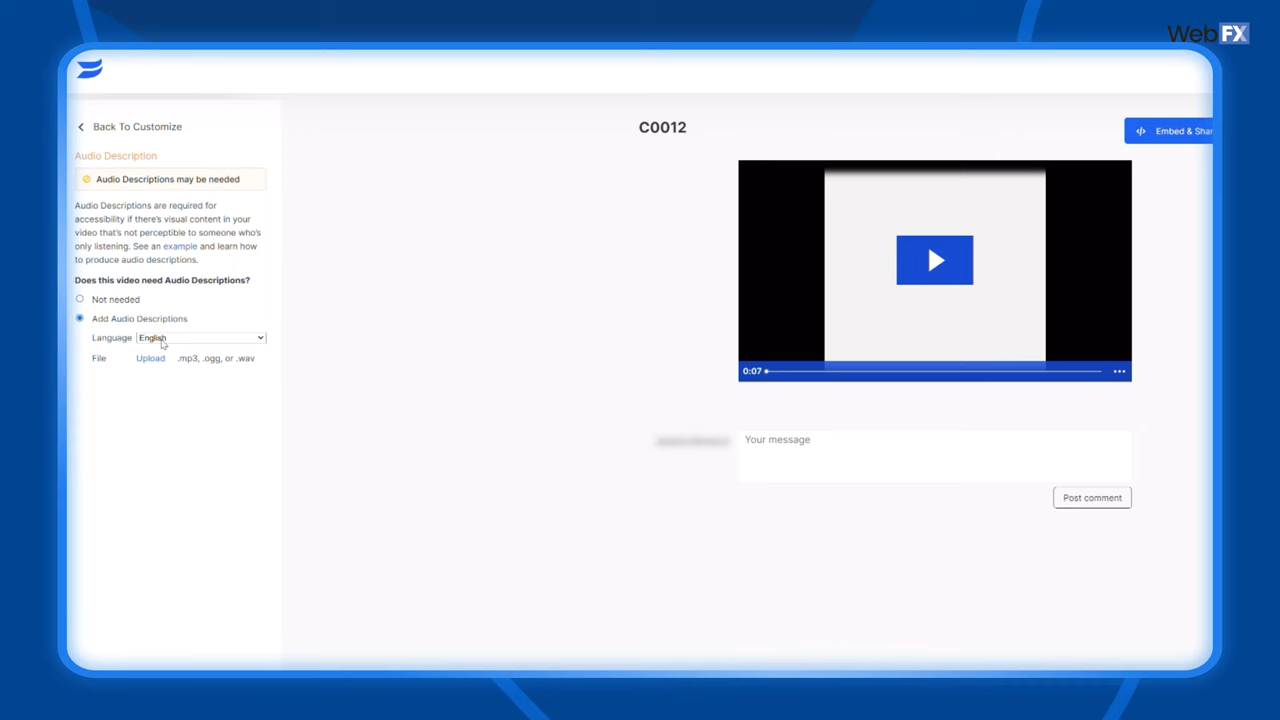 WebFX
Back To Customize
C0012
Embed & Shar
Audio Description
Audio Descriptions may be needed
Audio Descriptions are required for
accessibility if there's visual content in your
video that's not perceptible to someone who's
only listening. See an example and learn how
to produce audio descriptions.
Does this video need Audio Descriptions?
Not needed
Add Audio Descriptions
Language English
File Upload .mp3, .ogg, or .wav
0:07
Your message
Post comment